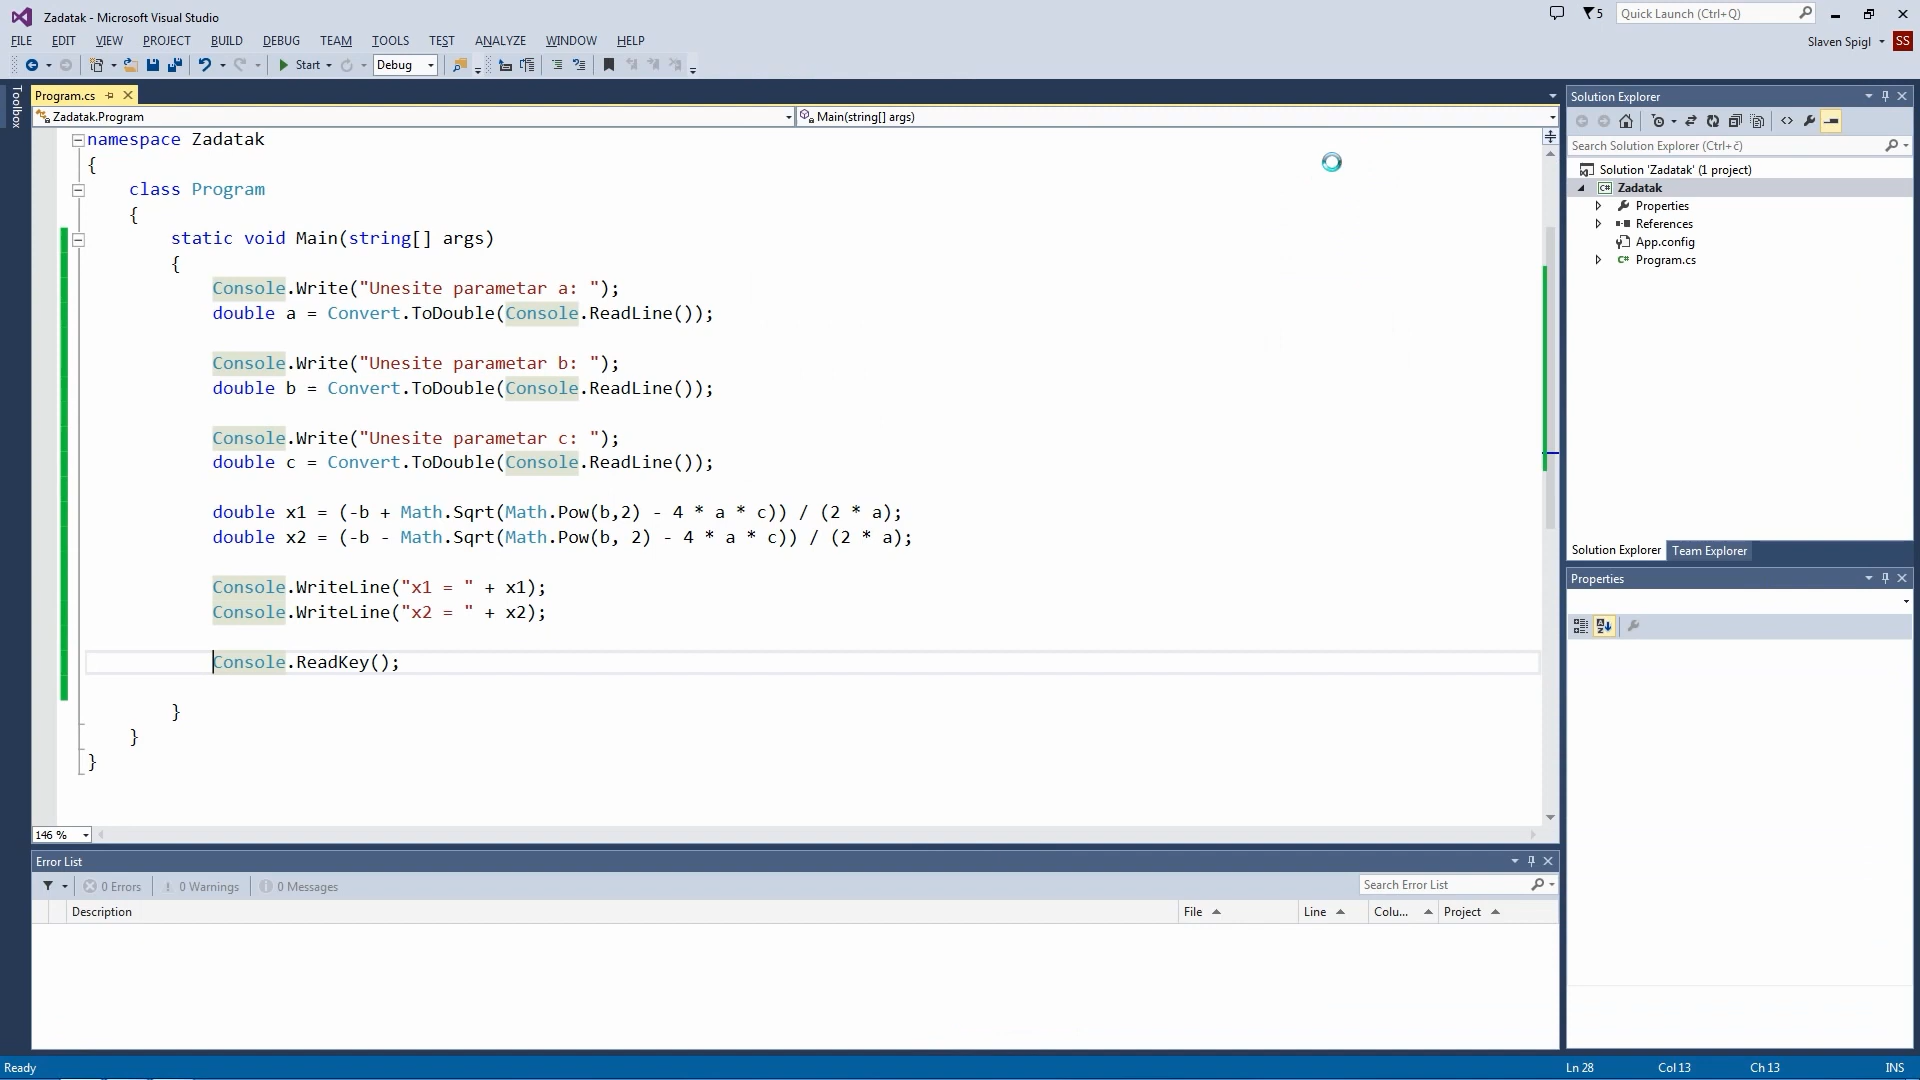 Zadatak - Microsoft Visual Studio
5
Quick Launch (Ctrl+Q)
FILE EDIT VIEW PROJECT BUILD DEBUG TEAM TOOLS TEST ANALYZE WINDOW HELP
Slaven Spigl SS
Start Debug
Toolbox
Program.cs
Zadatak.Program
Main(string[] args)
namespace Zadatak
{
class Program
{
static void Main(string[] args)
{
Console.Write("Unesite parametar a: ");
double a = Convert.ToDouble(Console.ReadLine());
Console.Write("Unesite parametar b: ");
double b = Convert.ToDouble(Console.ReadLine());
Console.Write("Unesite parametar c: ");
double c = Convert.ToDouble(Console.ReadLine());
double x1 = (-b + Math.Sqrt(Math.Pow(b,2) - 4 * a * c)) / (2 * a);
double x2 = (-b - Math.Sqrt(Math.Pow(b, 2) - 4 * a * c)) / (2 * a);
Console.WriteLine("x1 = " + x1);
Console.WriteLine("x2 = " + x2);
Console.ReadKey();
}
}
}
146 %
Solution Explorer
Search Solution Explorer (Ctrl+č)
Solution 'Zadatak' (1 project)
C# Zadatak
Properties
References
App.config
C# Program.cs
Solution Explorer Team Explorer
Properties
Error List
0 Errors 0 Warnings 0 Messages
Search Error List
Description File Line Colu... Project
Ready
Ln 28 Col 13 Ch 13 INS